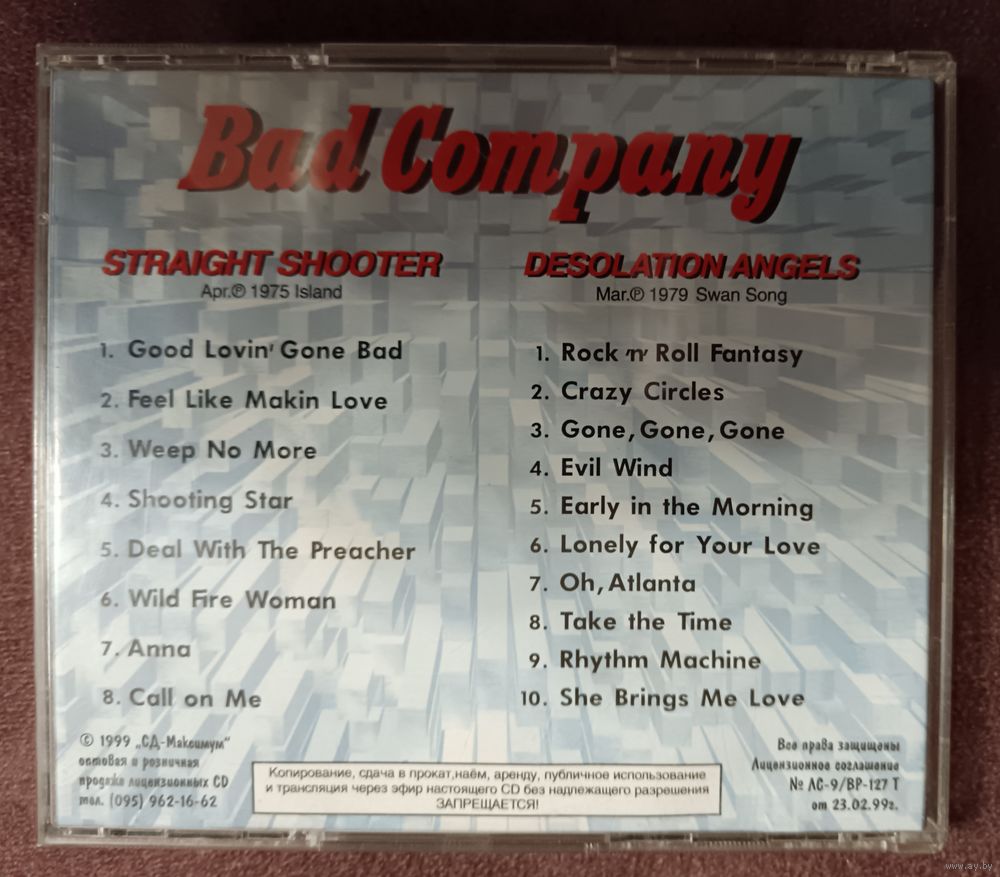 Bad Company
STRAIGHT SHOOTER
Apr.℗ 1975 Island
1. Good Lovin' Gone Bad
2. Feel Like Makin Love
3. Weep No More
4. Shooting Star
5. Deal With The Preacher
6. Wild Fire Woman
7. Anna
8. Call on Me
DESOLATION ANGELS
Mar.℗ 1979 Swan Song
1. Rock 'n' Roll Fantasy
2. Crazy Circles
3. Gone, Gone, Gone
4. Evil Wind
5. Early in the Morning
6. Lonely for Your Love
7. Oh, Atlanta
8. Take the Time
9. Rhythm Machine
10. She Brings Me Love
© 1999 „СД-Максимум"
оптовая и розничная
продажа лицензионных CD
тел. (095) 962-16-62
Копирование, сдача в прокат,наём, аренду, публичное использование
и трансляция через эфир настоящего CD без надлежащего разрешения
ЗАПРЕЩАЕТСЯ!
Все права защищены
Лицензионное соглашение
№ ЛС-9/ВР-127 Т
от 23.02.99г.
www.ay.by